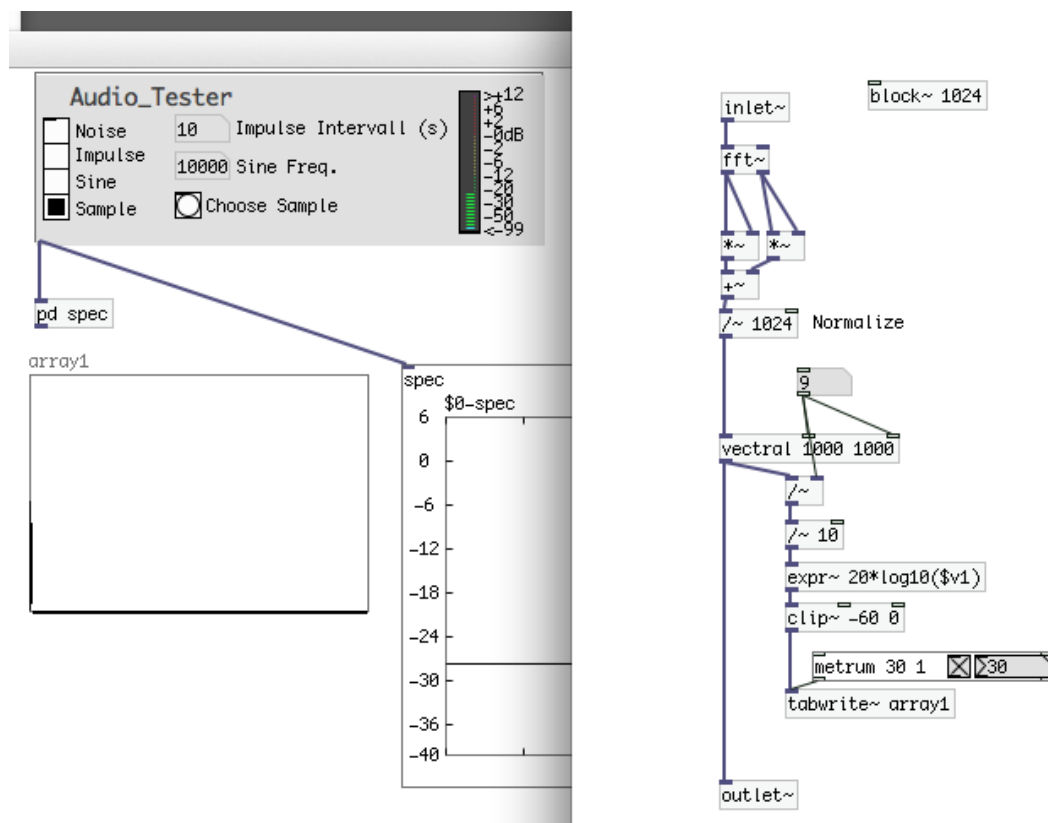 Audio_Tester
Noise
Impulse
Sine
Sample
10 Impulse Intervall (s)
10000 Sine Freq.
Choose Sample
>+12
+6
+2
-0dB
-2
-6
-12
-20
-30
-50
<-99
pd spec
array1
spec
$0-spec
6
0
-6
-12
-18
-24
-30
-36
-40
inlet~
block~ 1024
fft~
*~ *~
+~
/~ 1024 Normalize
9
vectral 1000 1000
/~
/~ 10
expr~ 20*log10($v1)
clip~ -60 0
metrum 30 1 30
tabwrite~ array1
outlet~